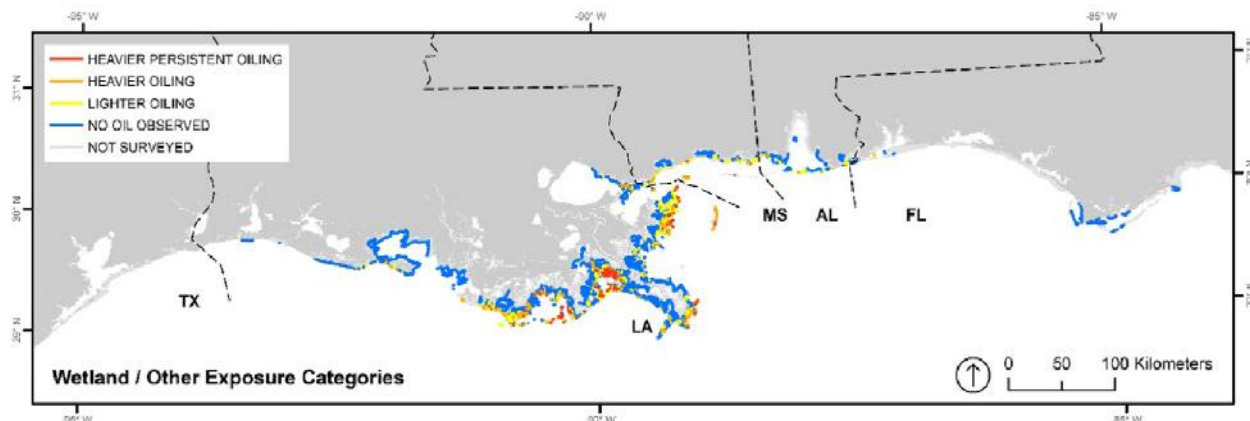 -95° W -90° W -85° W
HEAVIER PERSISTENT OILING
HEAVIER OILING
LIGHTER OILING
NO OIL OBSERVED
NOT SURVEYED
31° N
30° N
29° N
TX
LA
MS
AL
FL
Wetland / Other Exposure Categories
0 50 100 Kilometers